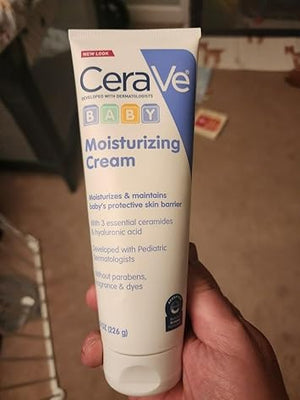 NEW LOOK
CeraVe
DEVELOPED WITH DERMATOLOGISTS
BABY
Moisturizing
Cream
Moisturizes & maintains
baby's protective skin barrier
With 3 essential ceramides
& hyaluronic acid
Developed with Pediatric
Dermatologists
Without parabens,
fragrance & dyes
OZ (226 g)